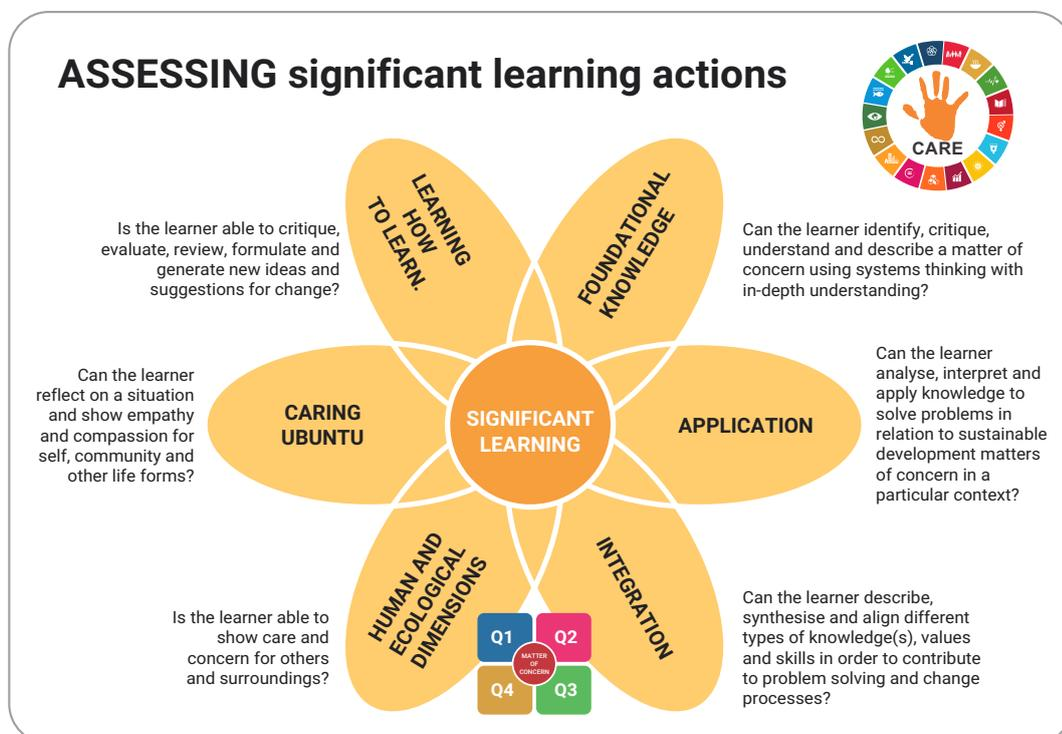 ASSESSING significant learning actions
CARE
LEARNING
HOW
TO LEARN.
Is the learner able to critique,
evaluate, review, formulate and
generate new ideas and
suggestions for change?
FOUNDATIONAL
KNOWLEDGE
Can the learner identify, critique,
understand and describe a matter of
concern using systems thinking with
in-depth understanding?
CARING
UBUNTU
Can the learner
reflect on a situation
and show empathy
and compassion for
self, community and
other life forms?
SIGNIFICANT
LEARNING
APPLICATION
Can the learner
analyse, interpret and
apply knowledge to
solve problems in
relation to sustainable
development matters
of concern in a
particular context?
HUMAN AND
ECOLOGICAL
DIMENSIONS
Is the learner able to
show care and
concern for others
and surroundings?
INTEGRATION
Can the learner describe,
synthesise and align different
types of knowledge(s), values
and skills in order to contribute
to problem solving and change
processes?
Q1
Q2
MATTER
OF
CONCERN
Q4
Q3